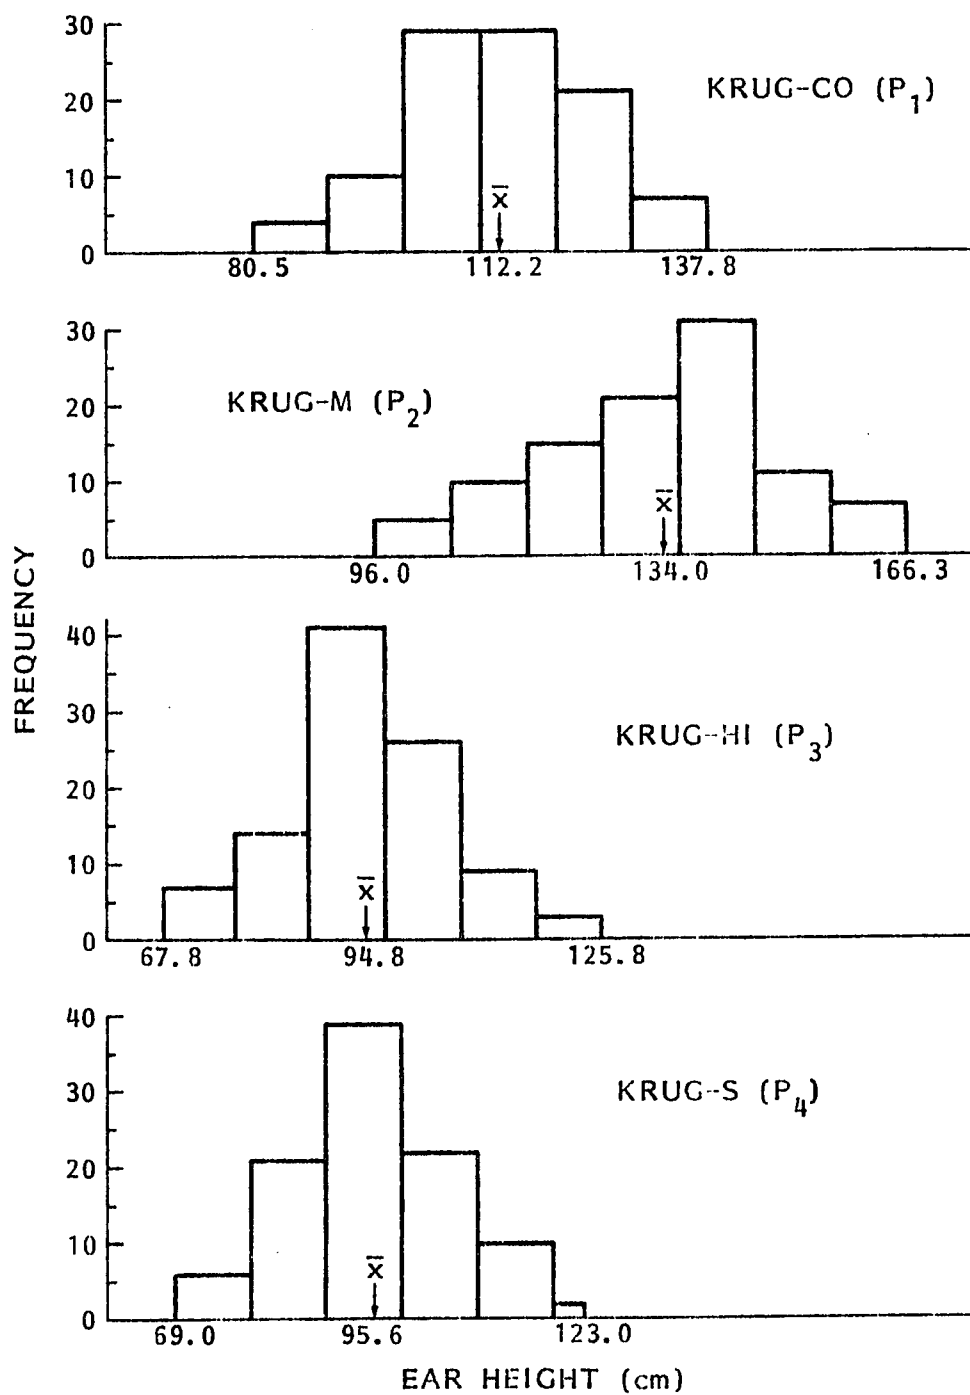 30
20
10
0
KRUG-CO (P1)
x̄
80.5 112.2 137.8
30
20
10
0
KRUG-M (P2)
x̄
96.0 134.0 166.3
FREQUENCY
40
30
20
10
0
KRUG-HI (P3)
x̄
67.8 94.8 125.8
40
30
20
10
0
KRUG-S (P4)
x̄
69.0 95.6 123.0
EAR HEIGHT (cm)